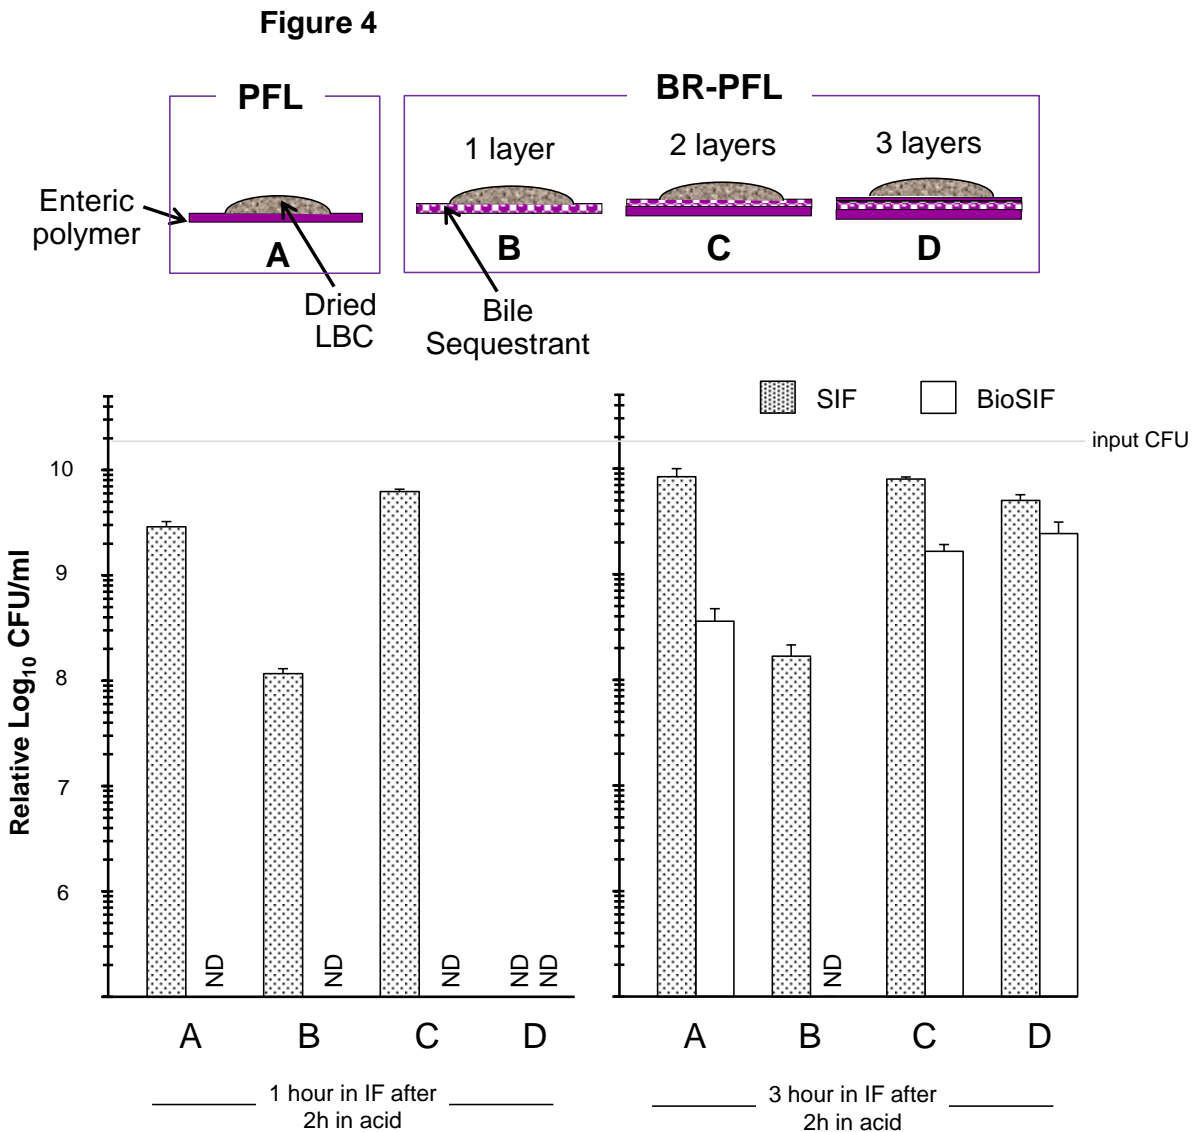 Figure 4
PFL
BR-PFL
1 layer
2 layers
3 layers
Enteric
polymer
A
B
C
D
Dried
LBC
Bile
Sequestrant
SIF
BioSIF
input CFU
Relative Log10 CFU/ml
10
9
8
7
6
ND
ND
ND
ND
ND
ND
A
B
C
D
A
B
C
D
1 hour in IF after
2h in acid
3 hour in IF after
2h in acid